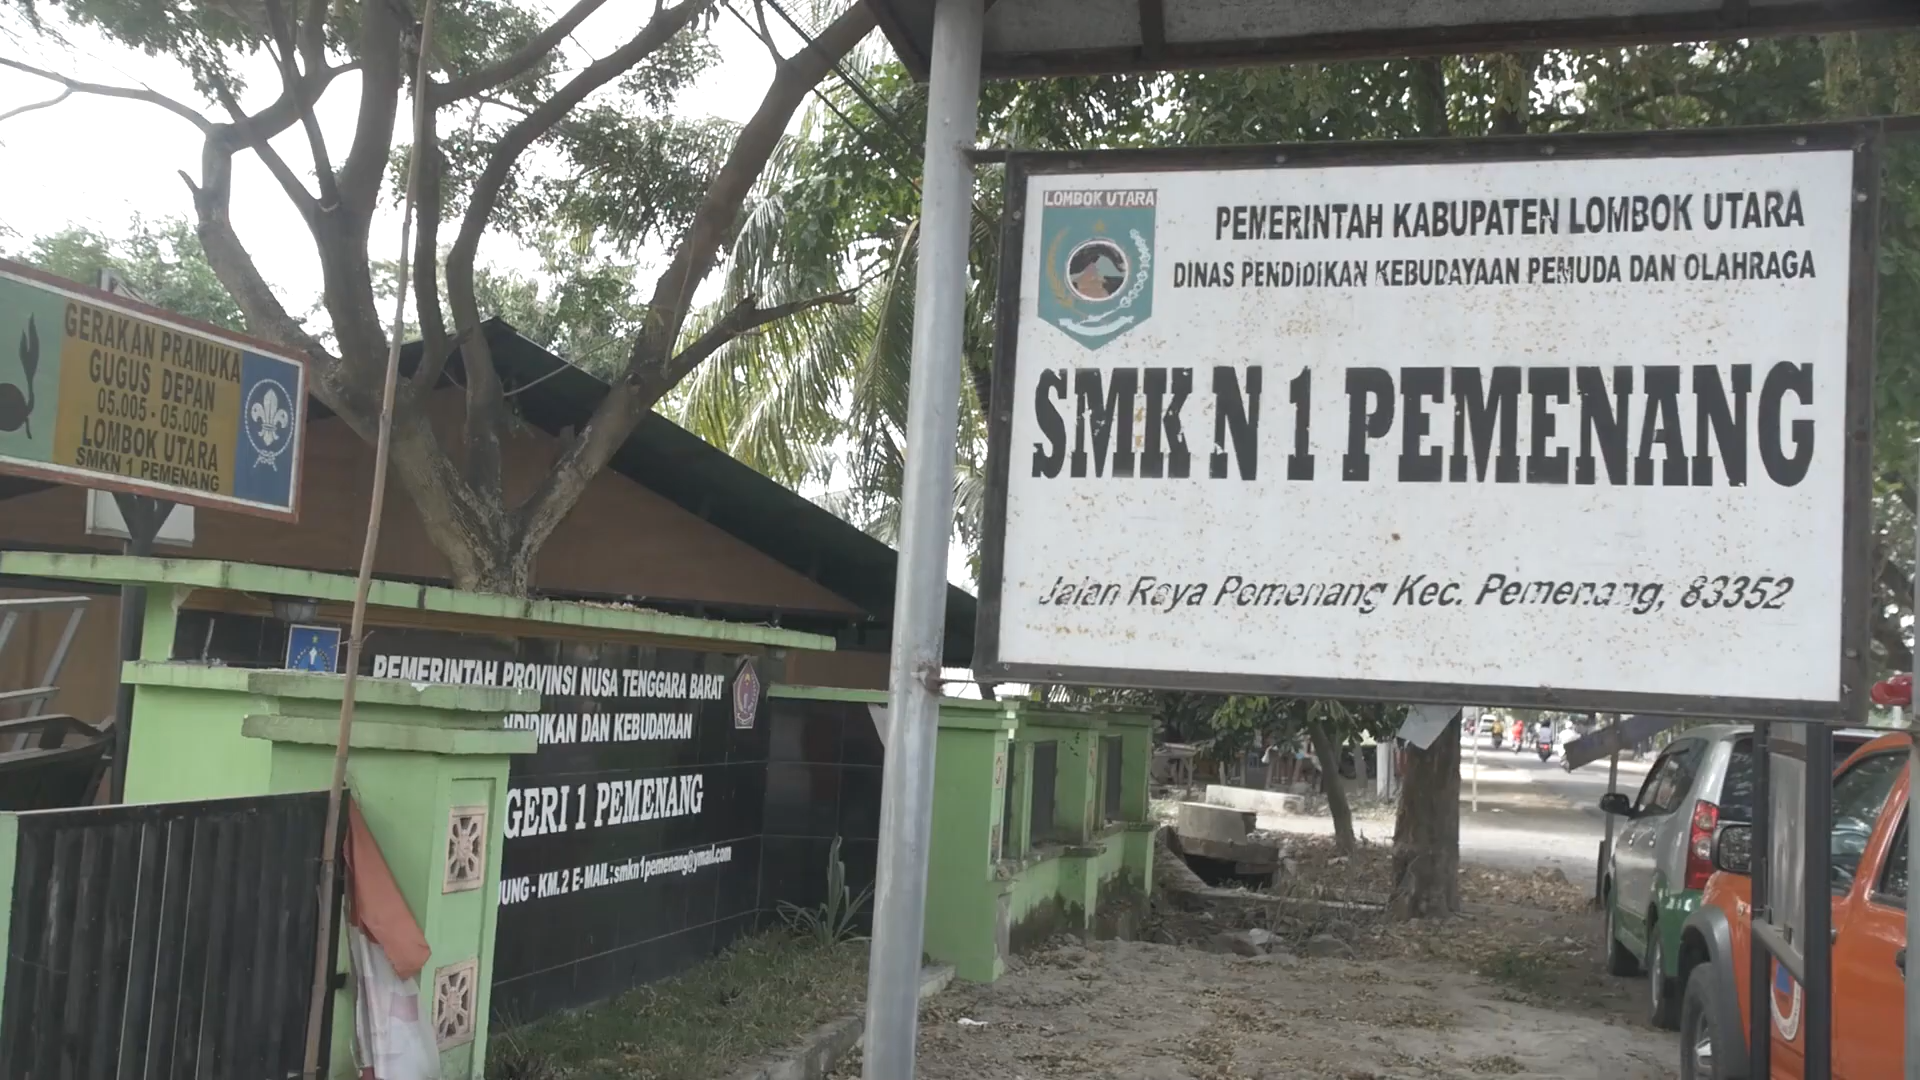 GERAKAN PRAMUKA
GUGUS DEPAN
05.005 - 05.006
LOMBOK UTARA
SMKN 1 PEMENANG
PEMERINTAH PROVINSI NUSA TENGGARA BARAT
NDIDIKAN DAN KEBUDAYAAN
GERI 1 PEMENANG
JUNG - KM.2 E-MAIL : smkn1pemenang@ymail.com
LOMBOK UTARA
PEMERINTAH KABUPATEN LOMBOK UTARA
DINAS PENDIDIKAN KEBUDAYAAN PEMUDA DAN OLAHRAGA
SMK N 1 PEMENANG
Jalan Raya Pemenang Kec. Pemenang, 83352